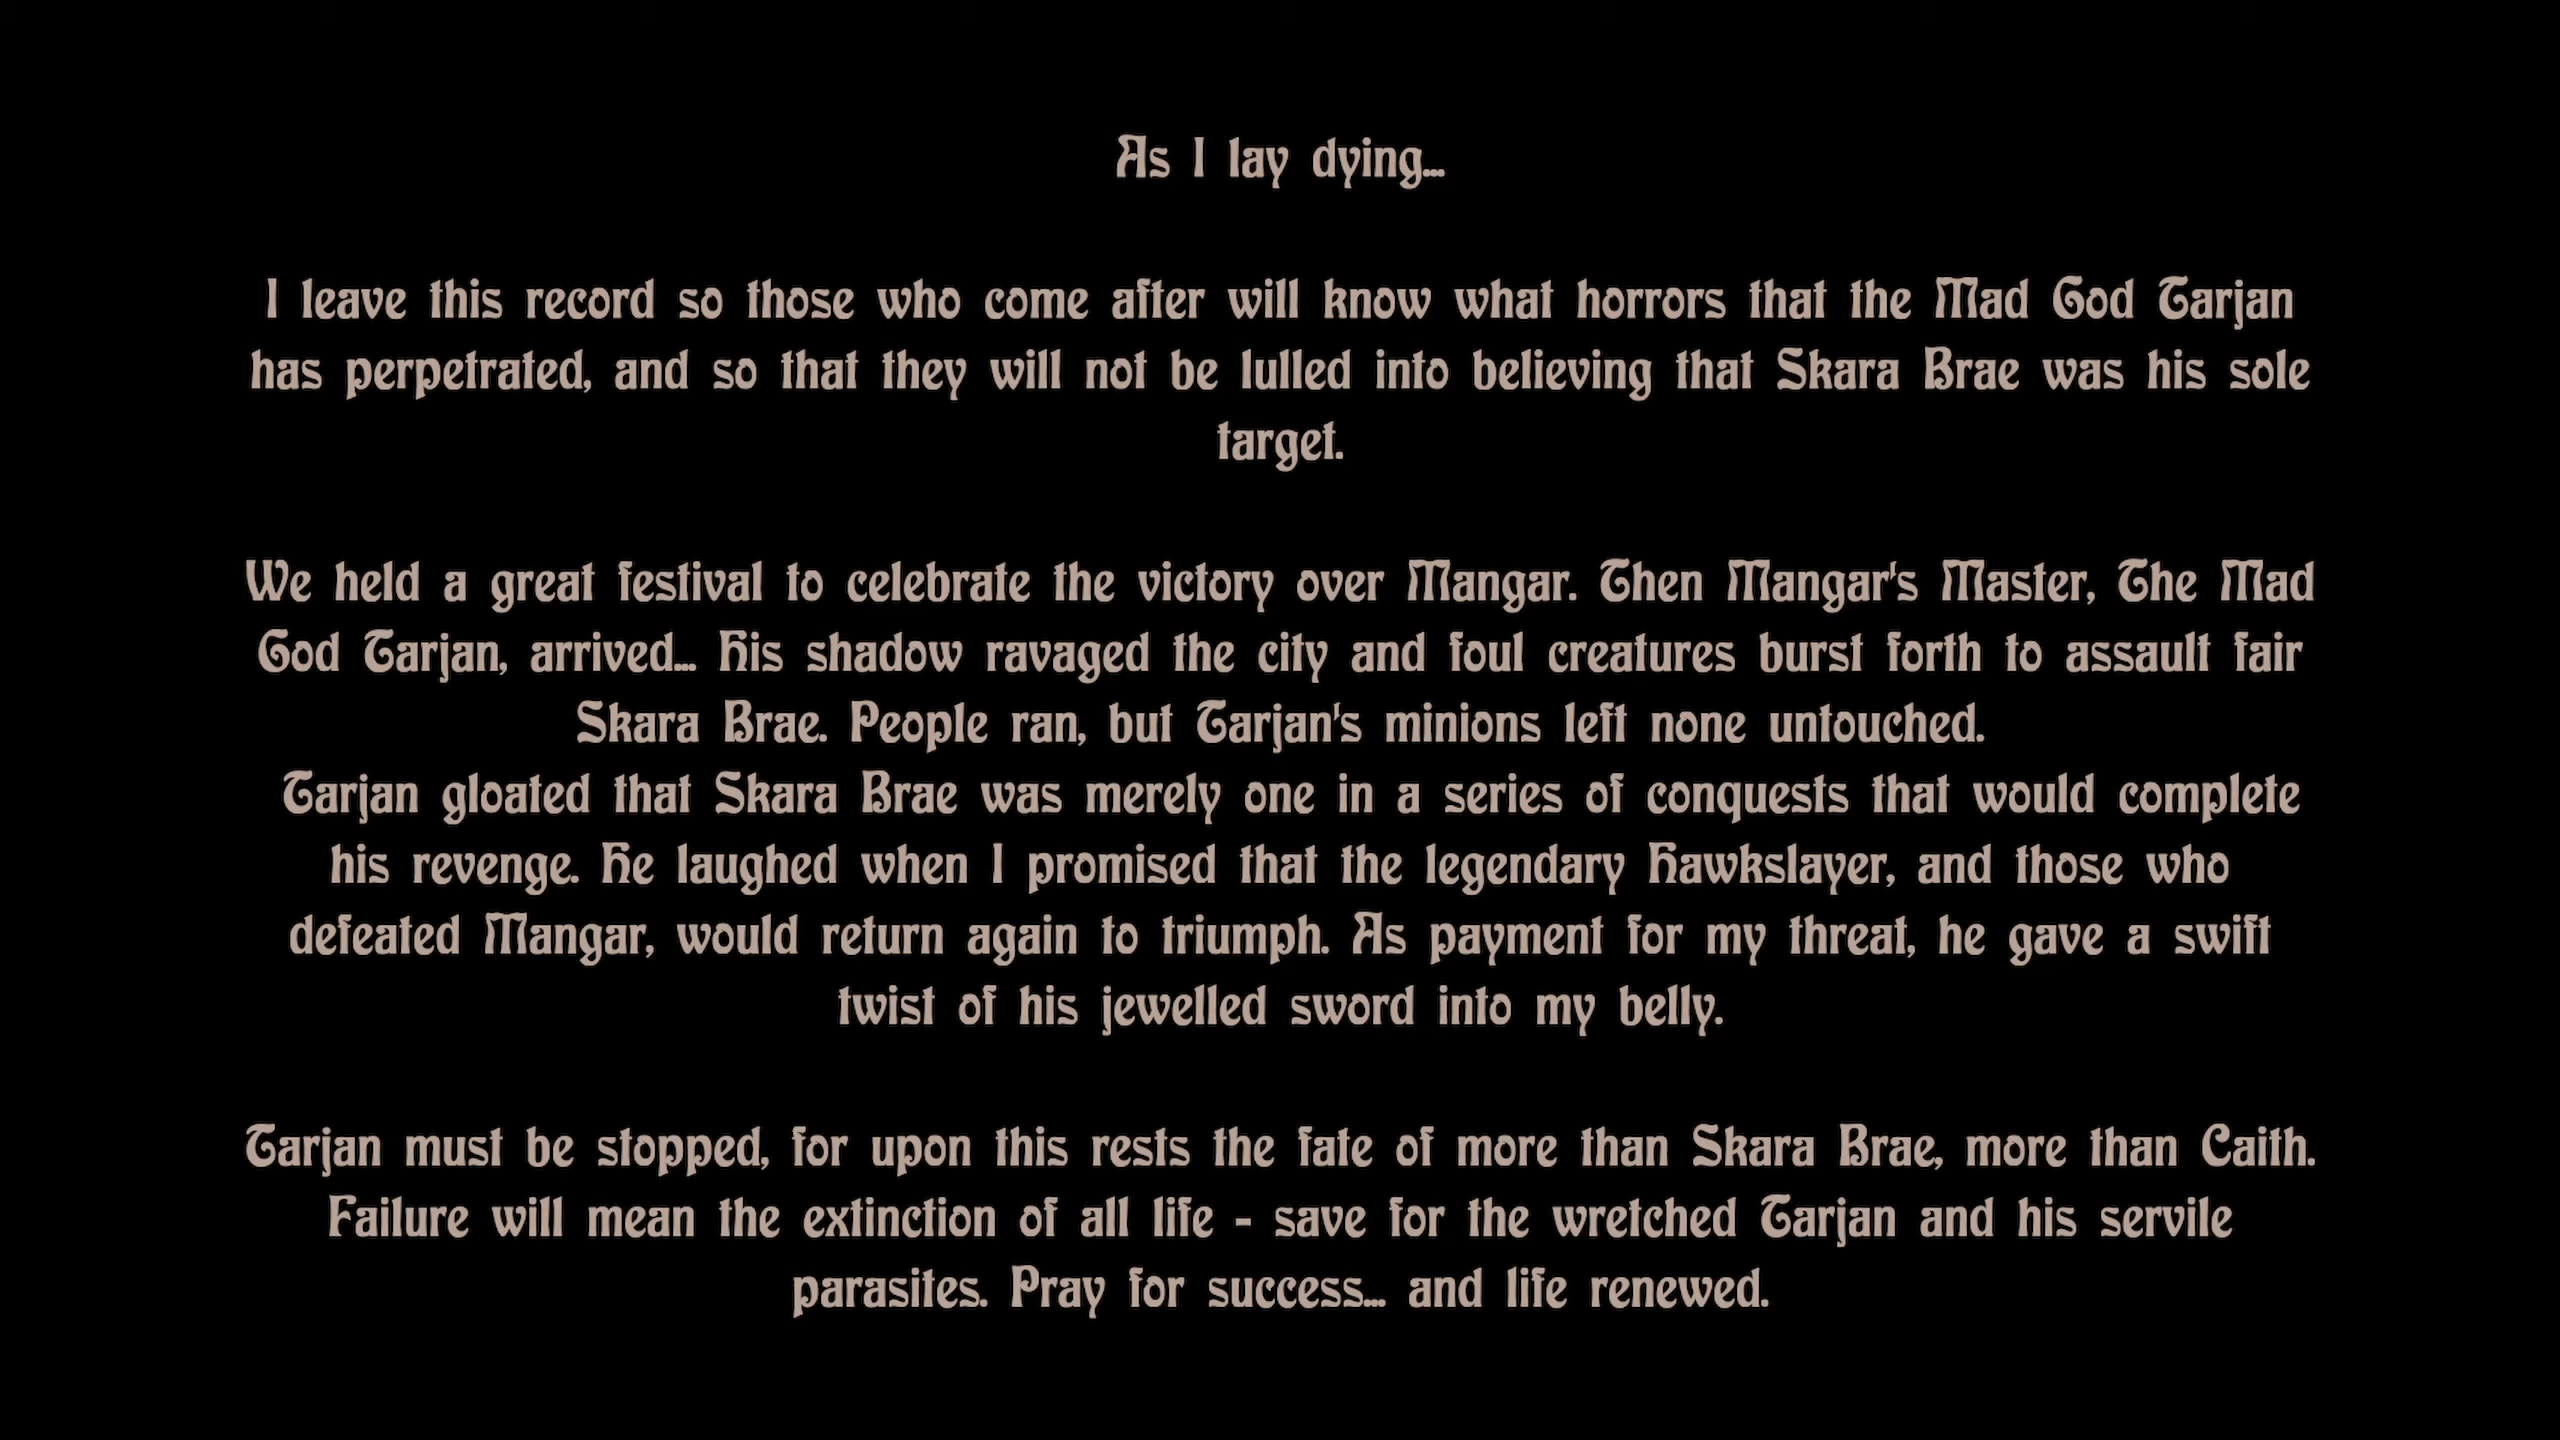 As I lay dying...
I leave this record so those who come after will know what horrors that the Mad God Tarjan
has perpetrated, and so that they will not be lulled into believing that Skara Brae was his sole
target.
We held a great festival to celebrate the victory over Mangar. Then Mangar's Master, The Mad
God Tarjan, arrived... His shadow ravaged the city and foul creatures burst forth to assault fair
Skara Brae. People ran, but Tarjan's minions left none untouched.
Tarjan gloated that Skara Brae was merely one in a series of conquests that would complete
his revenge. He laughed when I promised that the legendary Hawkslayer, and those who
defeated Mangar, would return again to triumph. As payment for my threat, he gave a swift
twist of his jewelled sword into my belly.
Tarjan must be stopped, for upon this rests the fate of more than Skara Brae, more than Caith.
Failure will mean the extinction of all life - save for the wretched Tarjan and his servile
parasites. Pray for success... and life renewed.